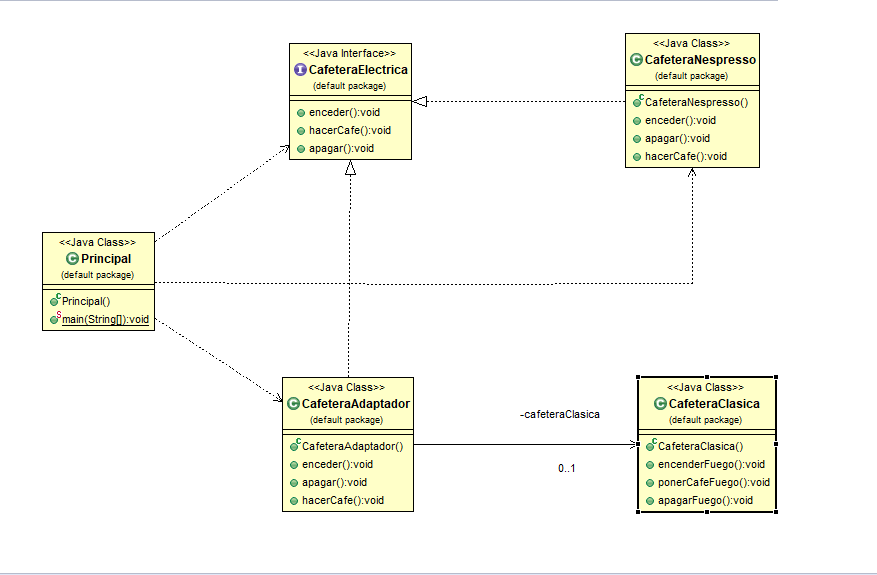 <<Java Interface>>
CafeteraElectrica
(default package)
enceder():void
hacerCafe():void
apagar():void
<<Java Class>>
CafeteraNespresso
(default package)
CafeteraNespresso()
enceder():void
apagar():void
hacerCafe():void
<<Java Class>>
Principal
(default package)
Principal()
main(String[]):void
<<Java Class>>
CafeteraAdaptador
(default package)
CafeteraAdaptador()
enceder():void
apagar():void
hacerCafe():void
-cafeteraClasica
0..1
<<Java Class>>
CafeteraClasica
(default package)
CafeteraClasica()
encenderFuego():void
ponerCafeFuego():void
apagarFuego():void